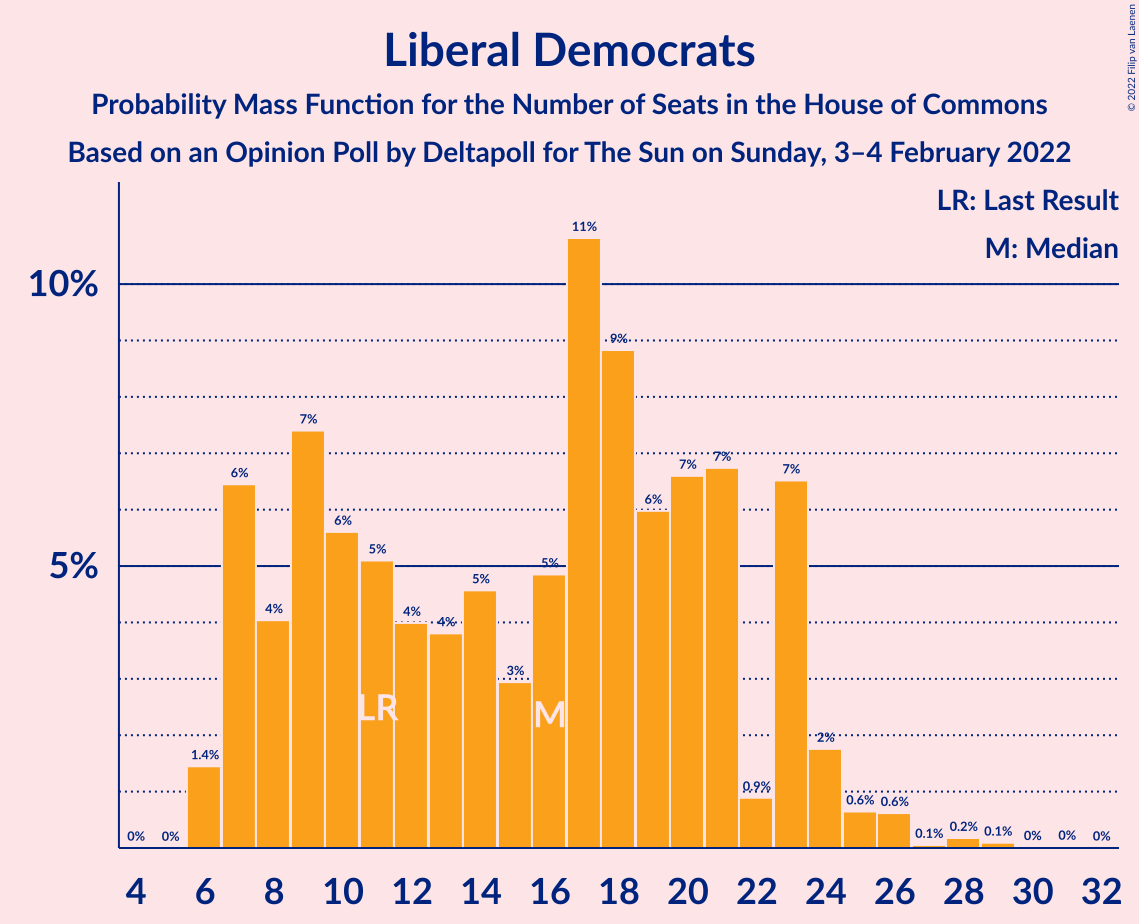 Liberal Democrats
Probability Mass Function for the Number of Seats in the House of Commons
Based on an Opinion Poll by Deltapoll for The Sun on Sunday, 3–4 February 2022
© 2022 Filip van Laenen
LR: Last Result
M: Median
10%
5%
0% 0% 1.4% 6% 4% 7% 6% 5% 4% 4% 5% 3% 5% 11% 9% 6% 7% 7% 0.9% 7% 2% 0.6% 0.6% 0.1% 0.2% 0.1% 0% 0% 0%
LR M
4 6 8 10 12 14 16 18 20 22 24 26 28 30 32